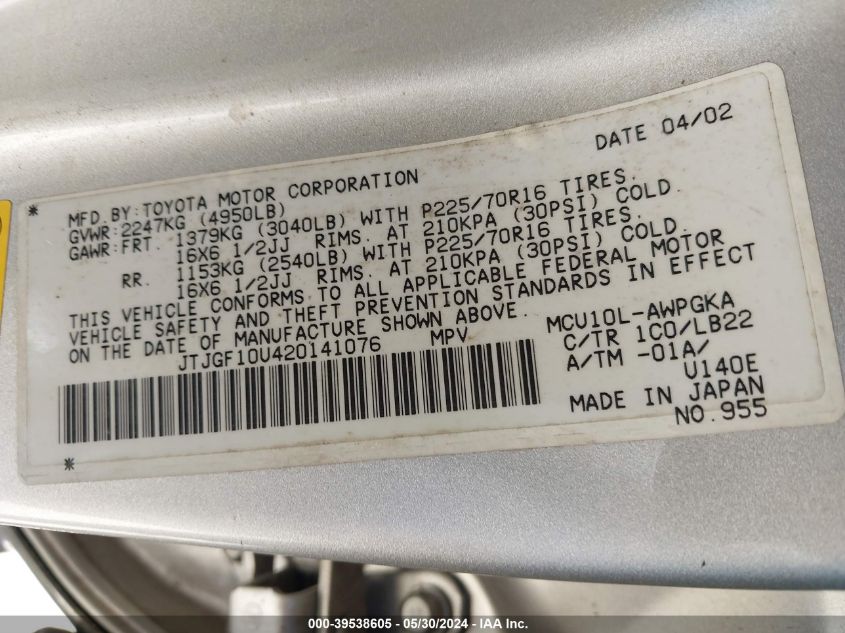 DATE 04/02
* MFD.BY:TOYOTA MOTOR CORPORATION
GVWR:2247KG (4950LB)
GAWR:FRT. 1379KG (3040LB) WITH P225/70R16 TIRES.
16X6 1/2JJ RIMS. AT 210KPA (30PSI) COLD.
RR. 1153KG (2540LB) WITH P225/70R16 TIRES.
16X6 1/2JJ RIMS. AT 210KPA (30PSI) COLD.
THIS VEHICLE CONFORMS TO ALL APPLICABLE FEDERAL MOTOR
VEHICLE SAFETY AND THEFT PREVENTION STANDARDS IN EFFECT
ON THE DATE OF MANUFACTURE SHOWN ABOVE.
JTJGF10U420141076 MPV
MCU10L-AWPGKA
C/TR 1C0/LB22
A/TM -01A/
U140E
MADE IN JAPAN
NO.955
*
000-39538605 - 05/30/2024 - IAA Inc.